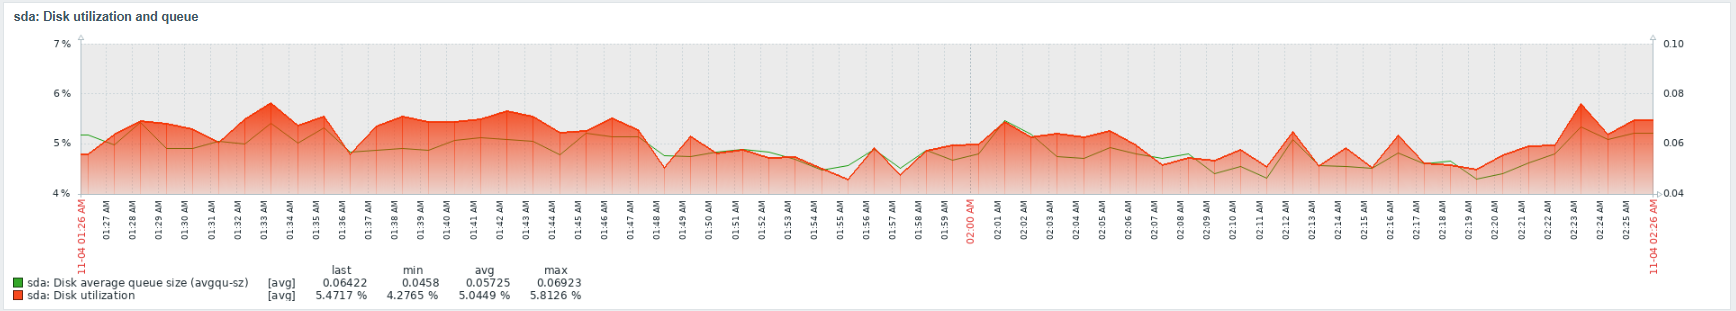 sda: Disk utilization and queue
7 %
6 %
5 %
4 %
0.10
0.08
0.06
0.04
11-04 01:26 AM
01:27 AM
01:28 AM
01:29 AM
01:30 AM
01:31 AM
01:32 AM
01:33 AM
01:34 AM
01:35 AM
01:36 AM
01:37 AM
01:38 AM
01:39 AM
01:40 AM
01:41 AM
01:42 AM
01:43 AM
01:44 AM
01:45 AM
01:46 AM
01:47 AM
01:48 AM
01:49 AM
01:50 AM
01:51 AM
01:52 AM
01:53 AM
01:54 AM
01:55 AM
01:56 AM
01:57 AM
01:58 AM
01:59 AM
02:00 AM
02:01 AM
02:02 AM
02:03 AM
02:04 AM
02:05 AM
02:06 AM
02:07 AM
02:08 AM
02:09 AM
02:10 AM
02:11 AM
02:12 AM
02:13 AM
02:14 AM
02:15 AM
02:16 AM
02:17 AM
02:18 AM
02:19 AM
02:20 AM
02:21 AM
02:22 AM
02:23 AM
02:24 AM
02:25 AM
11-04 02:26 AM
last min avg max
sda: Disk average queue size (avgqu-sz) [avg] 0.06422 0.0458 0.05725 0.06923
sda: Disk utilization [avg] 5.4717 % 4.2765 % 5.0449 % 5.8126 %